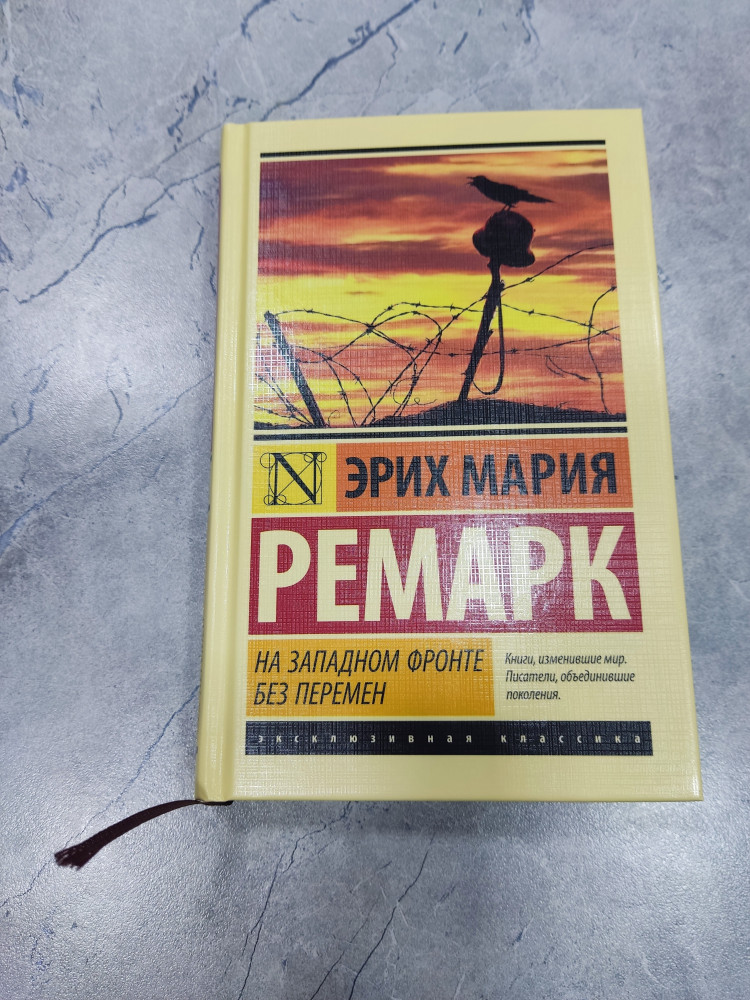 N ЭРИХ МАРИЯ
РЕМАРК
НА ЗАПАДНОМ ФРОНТЕ
БЕЗ ПЕРЕМЕН
Книги, изменившие мир.
Писатели, объединившие
поколения.
эксклюзивная классика